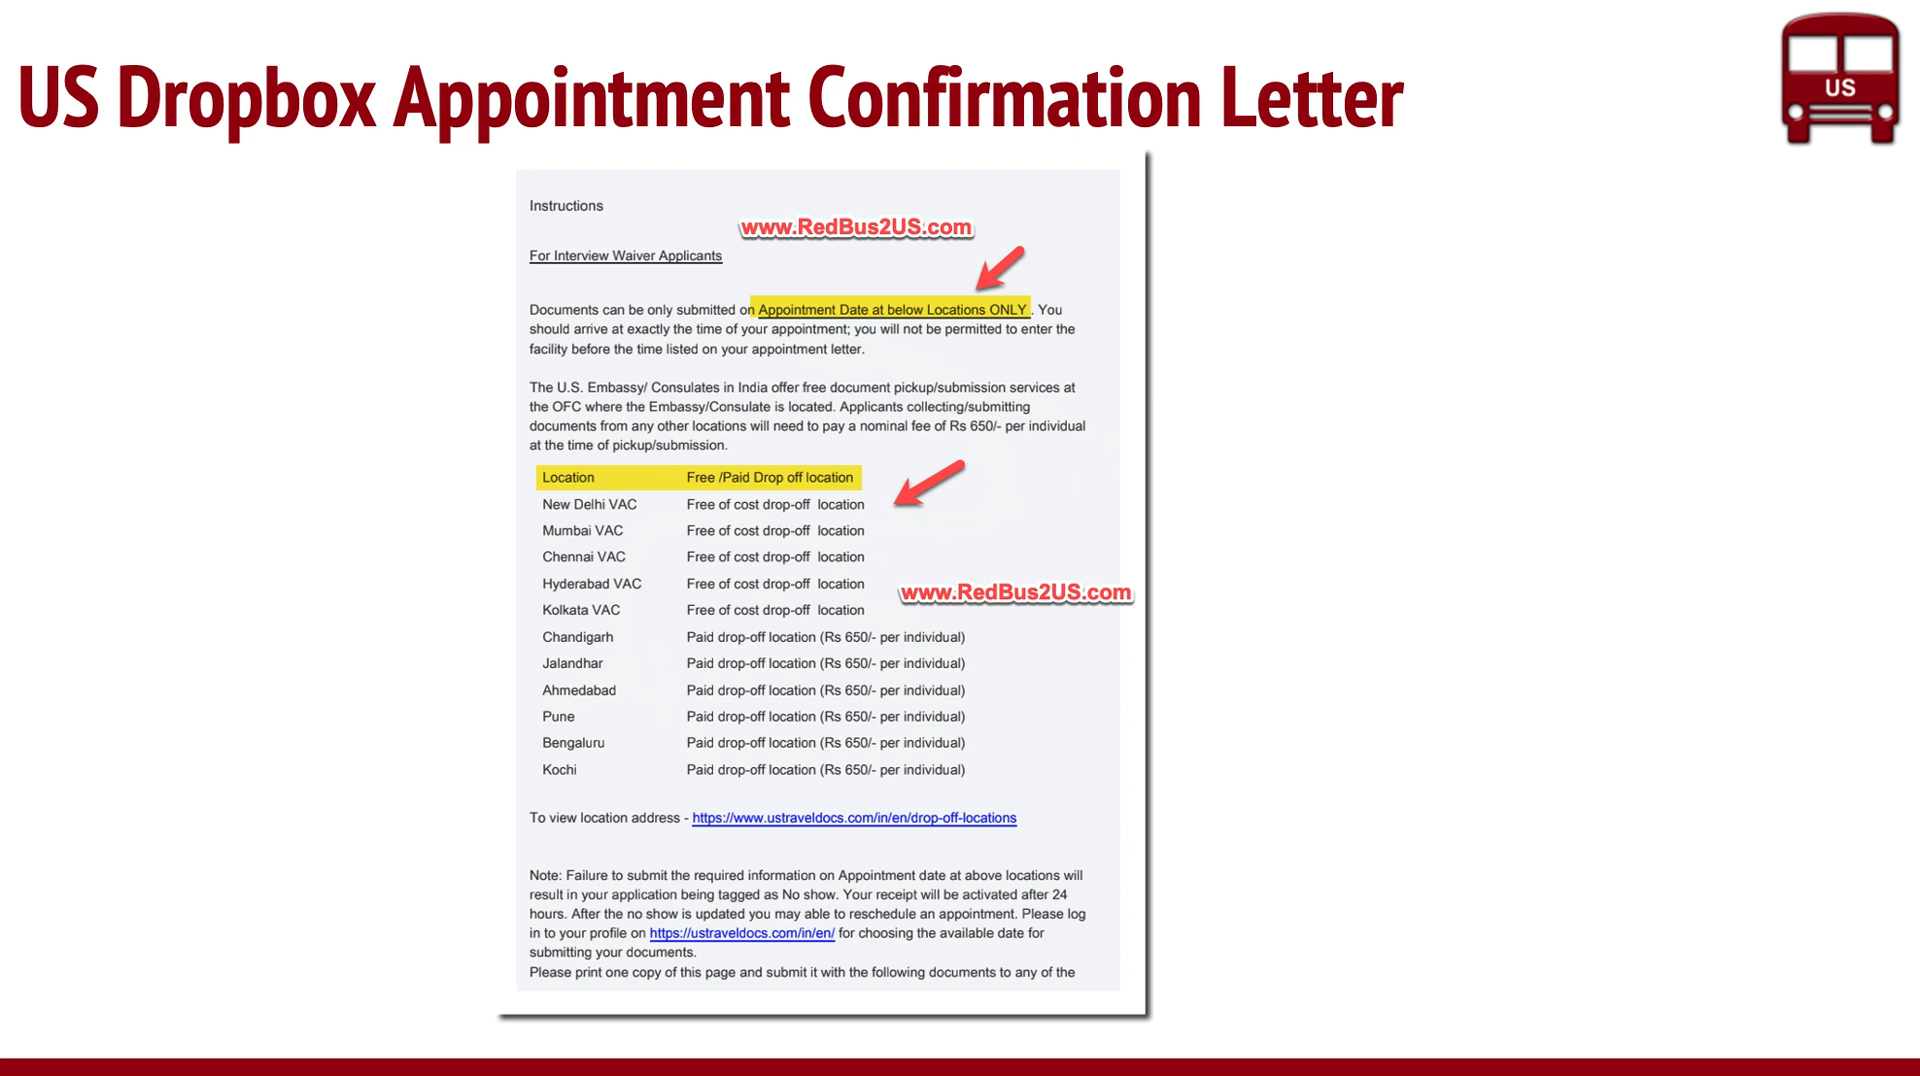 US Dropbox Appointment Confirmation Letter
US
Instructions
www.RedBus2US.com
For Interview Waiver Applicants
Documents can be only submitted on Appointment Date at below Locations ONLY . You
should arrive at exactly the time of your appointment; you will not be permitted to enter the
facility before the time listed on your appointment letter.
The U.S. Embassy/ Consulates in India offer free document pickup/submission services at
the OFC where the Embassy/Consulate is located. Applicants collecting/submitting
documents from any other locations will need to pay a nominal fee of Rs 650/- per individual
at the time of pickup/submission.
Location Free /Paid Drop off location
New Delhi VAC Free of cost drop-off location
Mumbai VAC Free of cost drop-off location
Chennai VAC Free of cost drop-off location
Hyderabad VAC Free of cost drop-off location
www.RedBus2US.com
Kolkata VAC Free of cost drop-off location
Chandigarh Paid drop-off location (Rs 650/- per individual)
Jalandhar Paid drop-off location (Rs 650/- per individual)
Ahmedabad Paid drop-off location (Rs 650/- per individual)
Pune Paid drop-off location (Rs 650/- per individual)
Bengaluru Paid drop-off location (Rs 650/- per individual)
Kochi Paid drop-off location (Rs 650/- per individual)
To view location address - https://www.ustraveldocs.com/in/en/drop-off-locations
Note: Failure to submit the required information on Appointment date at above locations will
result in your application being tagged as No show. Your receipt will be activated after 24
hours. After the no show is updated you may able to reschedule an appointment. Please log
in to your profile on https://ustraveldocs.com/in/en/ for choosing the available date for
submitting your documents.
Please print one copy of this page and submit it with the following documents to any of the